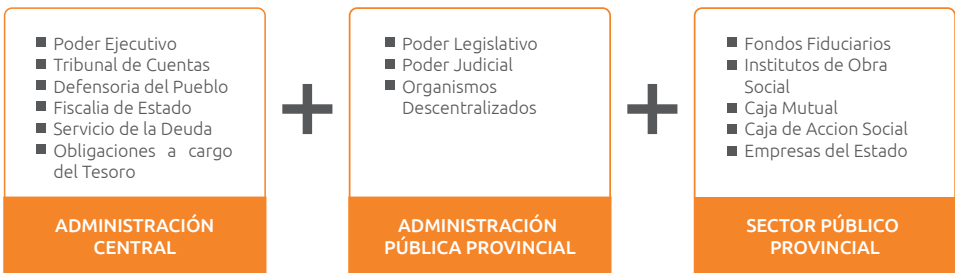 Poder Ejecutivo
Tribunal de Cuentas
Defensoria del Pueblo
Fiscalia de Estado
Servicio de la Deuda
Obligaciones a cargo
del Tesoro
ADMINISTRACIÓN
CENTRAL
+
Poder Legislativo
Poder Judicial
Organismos
Descentralizados
ADMINISTRACIÓN
PÚBLICA PROVINCIAL
+
Fondos Fiduciarios
Institutos de Obra
Social
Caja Mutual
Caja de Accion Social
Empresas del Estado
SECTOR PÚBLICO
PROVINCIAL